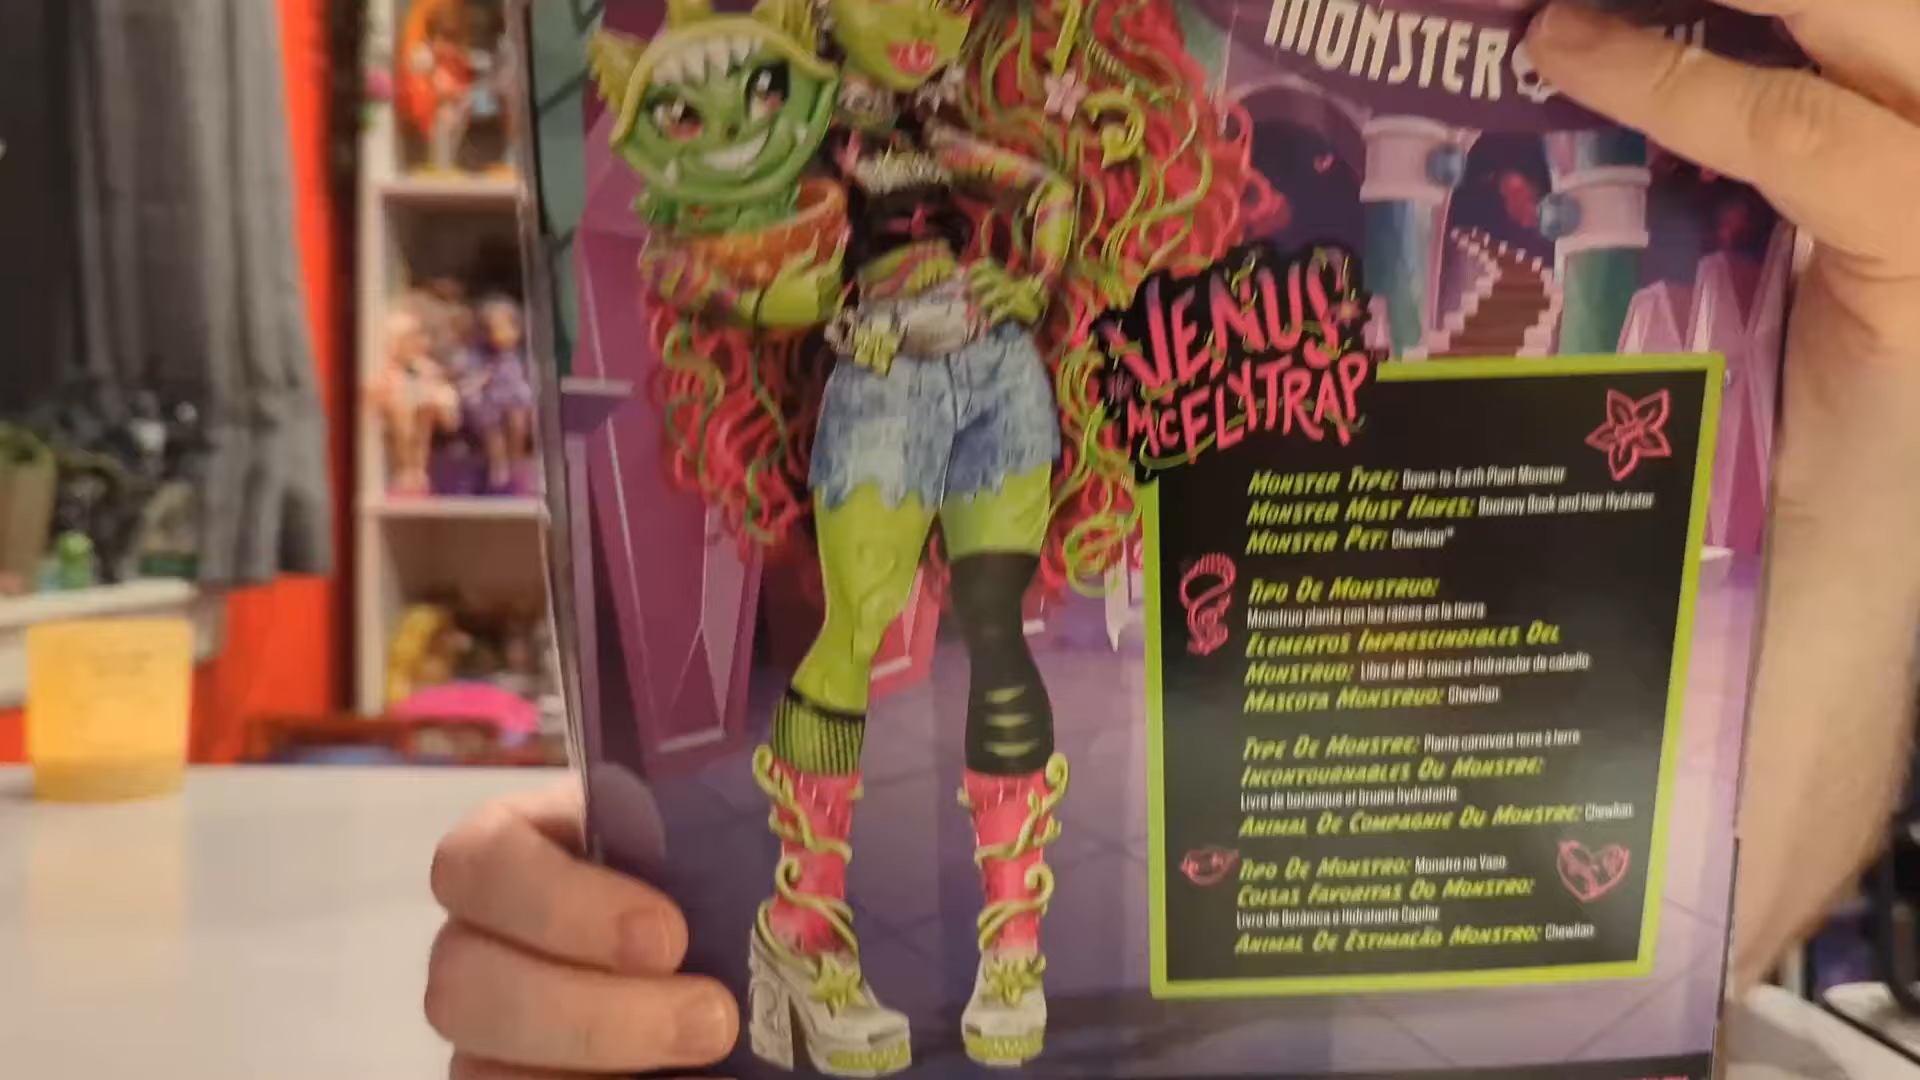 MONSTER
VENUS
McFLYTRAP
MONSTER TYPE: Down-to-Earth Plant Monster
MONSTER MUST HAVES: Bootany Book and Hair Hydrator
MONSTER PET: Chewlian™
TIPO DE MONSTRUO:
Monstruo planta con las raíces en la tierra
ELEMENTOS IMPRESCINDIBLES DEL
MONSTRUO: Libro de BU-tánica e hidratador de cabello
MASCOTA MONSTRUO: Chewlian
TYPE DE MONSTRE: Plante carnivore terre à terre
INCONTOURNABLES DU MONSTRE:
Livre de botanique et brume hydratante
ANIMAL DE COMPAGNIE DU MONSTRE: Chewlian
TIPO DE MONSTRO: Monstro no Vaso
COISAS FAVORITAS DO MONSTRO:
Livro de Botânica e Hidratante Capilar
ANIMAL DE ESTIMAÇÃO MONSTRO: Chewlian